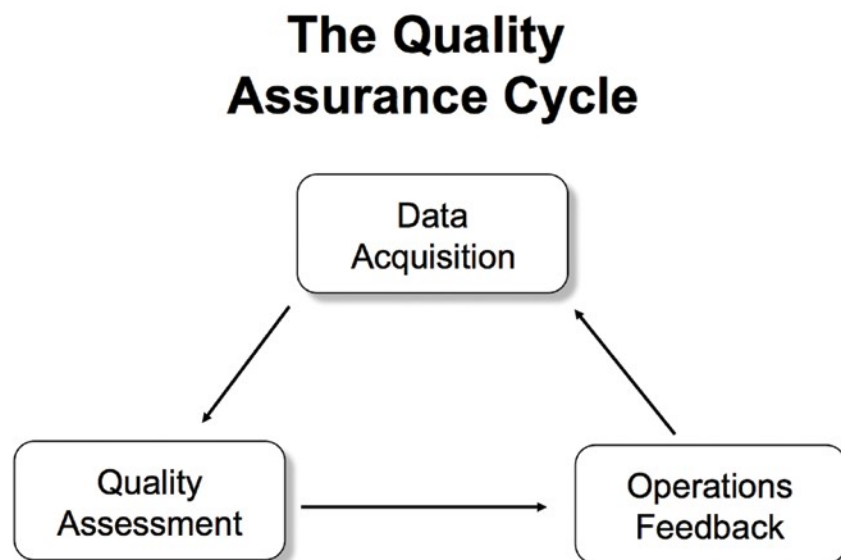 The Quality
Assurance Cycle
Data
Acquisition
Quality
Assessment
Operations
Feedback